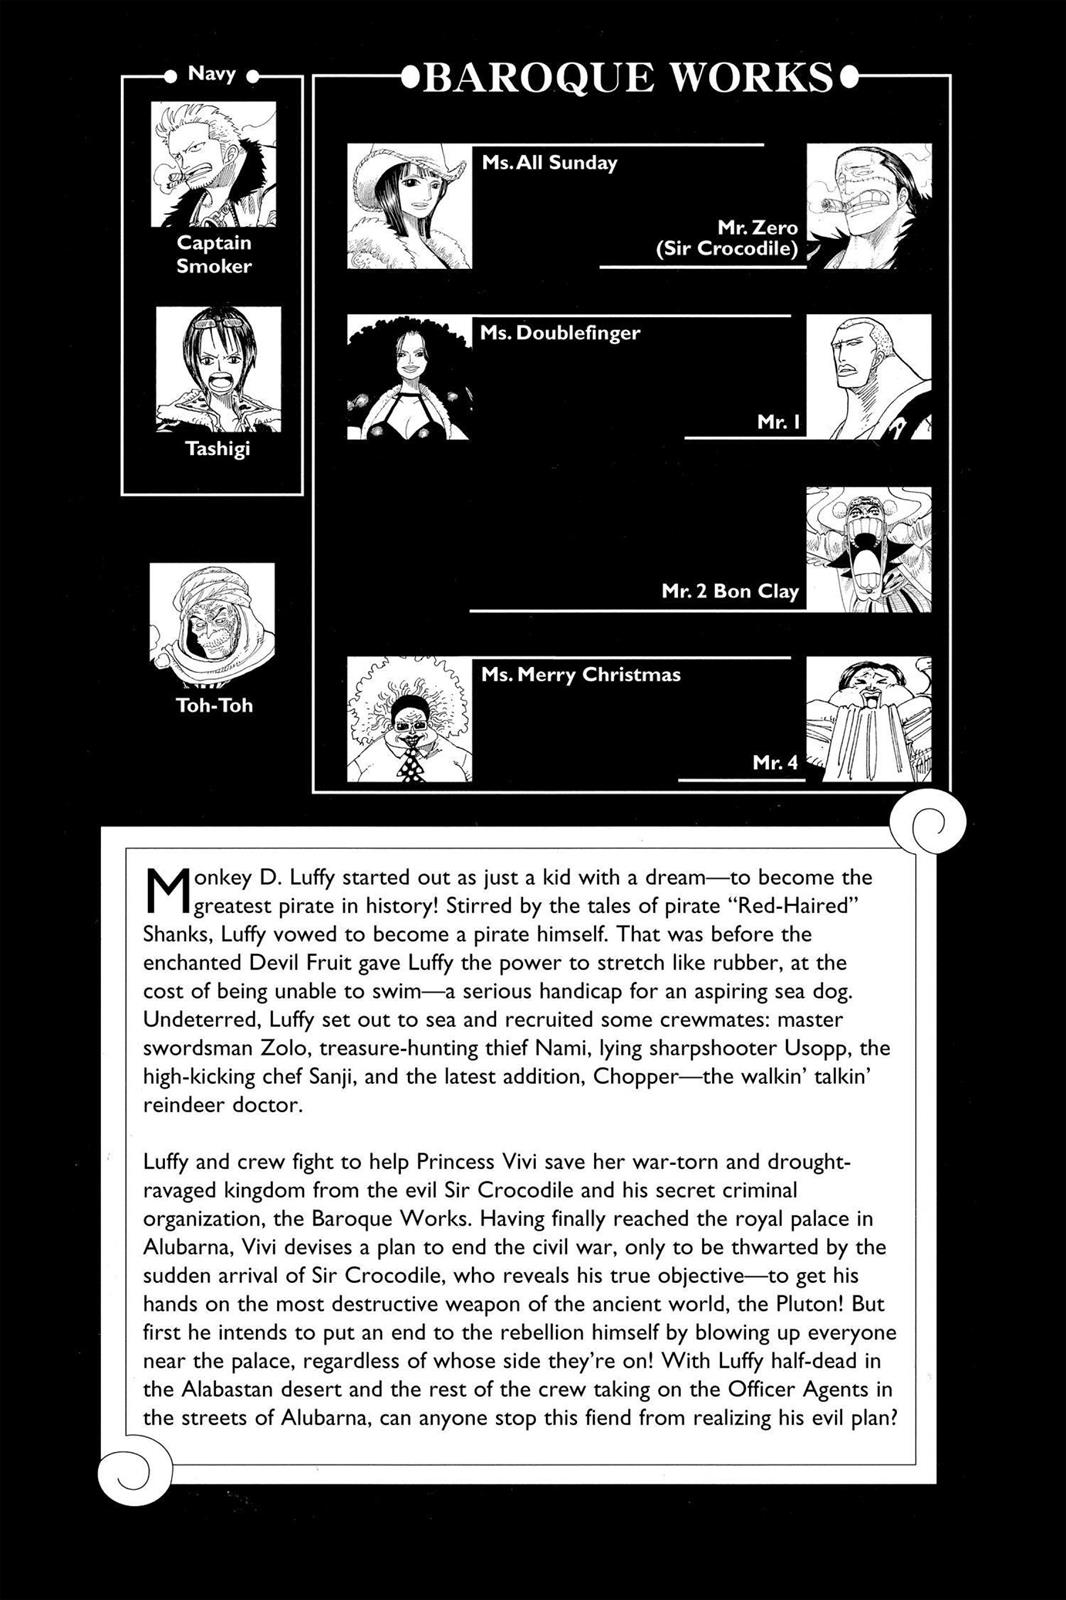 Navy
Captain
Smoker
Tashigi
Toh-Toh
BAROQUE WORKS
Ms. All Sunday
Mr. Zero
(Sir Crocodile)
Ms. Doublefinger
Mr. 1
Mr. 2 Bon Clay
Ms. Merry Christmas
Mr. 4
Monkey D. Luffy started out as just a kid with a dream—to become the
greatest pirate in history! Stirred by the tales of pirate “Red-Haired”
Shanks, Luffy vowed to become a pirate himself. That was before the
enchanted Devil Fruit gave Luffy the power to stretch like rubber, at the
cost of being unable to swim—a serious handicap for an aspiring sea dog.
Undeterred, Luffy set out to sea and recruited some crewmates: master
swordsman Zolo, treasure-hunting thief Nami, lying sharpshooter Usopp, the
high-kicking chef Sanji, and the latest addition, Chopper—the walkin’ talkin’
reindeer doctor.
Luffy and crew fight to help Princess Vivi save her war-torn and drought-
ravaged kingdom from the evil Sir Crocodile and his secret criminal
organization, the Baroque Works. Having finally reached the royal palace in
Alubarna, Vivi devises a plan to end the civil war, only to be thwarted by the
sudden arrival of Sir Crocodile, who reveals his true objective—to get his
hands on the most destructive weapon of the ancient world, the Pluton! But
first he intends to put an end to the rebellion himself by blowing up everyone
near the palace, regardless of whose side they’re on! With Luffy half-dead in
the Alabastan desert and the rest of the crew taking on the Officer Agents in
the streets of Alubarna, can anyone stop this fiend from realizing his evil plan?